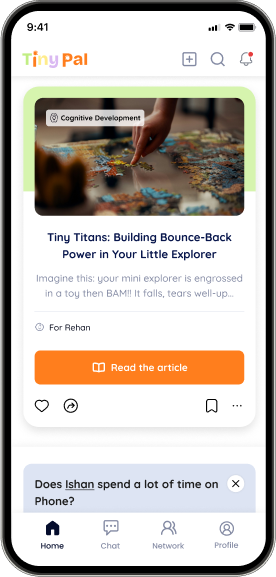 9:41
Tiny Pal
Cognitive Development
Tiny Titans: Building Bounce-Back
Power in Your Little Explorer
Imagine this: your mini explorer is engrossed
in a toy then BAM!! It falls, tears well-up...
For Rehan
Read the article
Does Ishan spend a lot of time on
Phone?
Home
Chat
Network
Profile